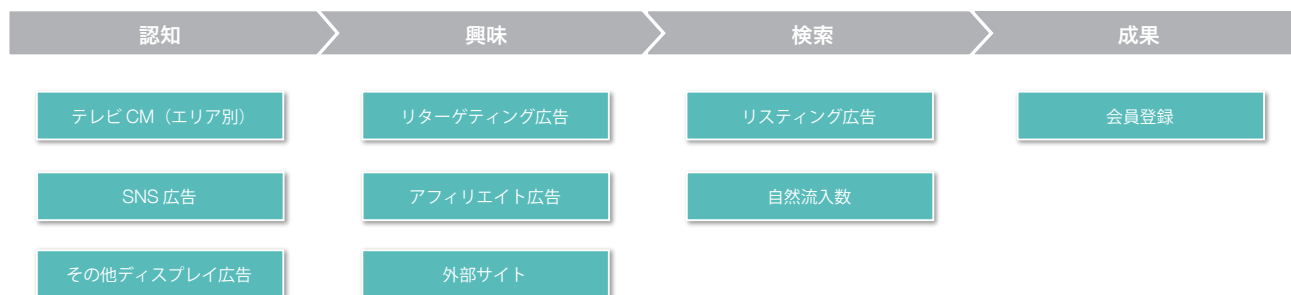 認知
興味
検索
成果
テレビ CM（エリア別）
リターゲティング広告
リスティング広告
会員登録
SNS 広告
アフィリエイト広告
自然流入数
その他ディスプレイ広告
外部サイト